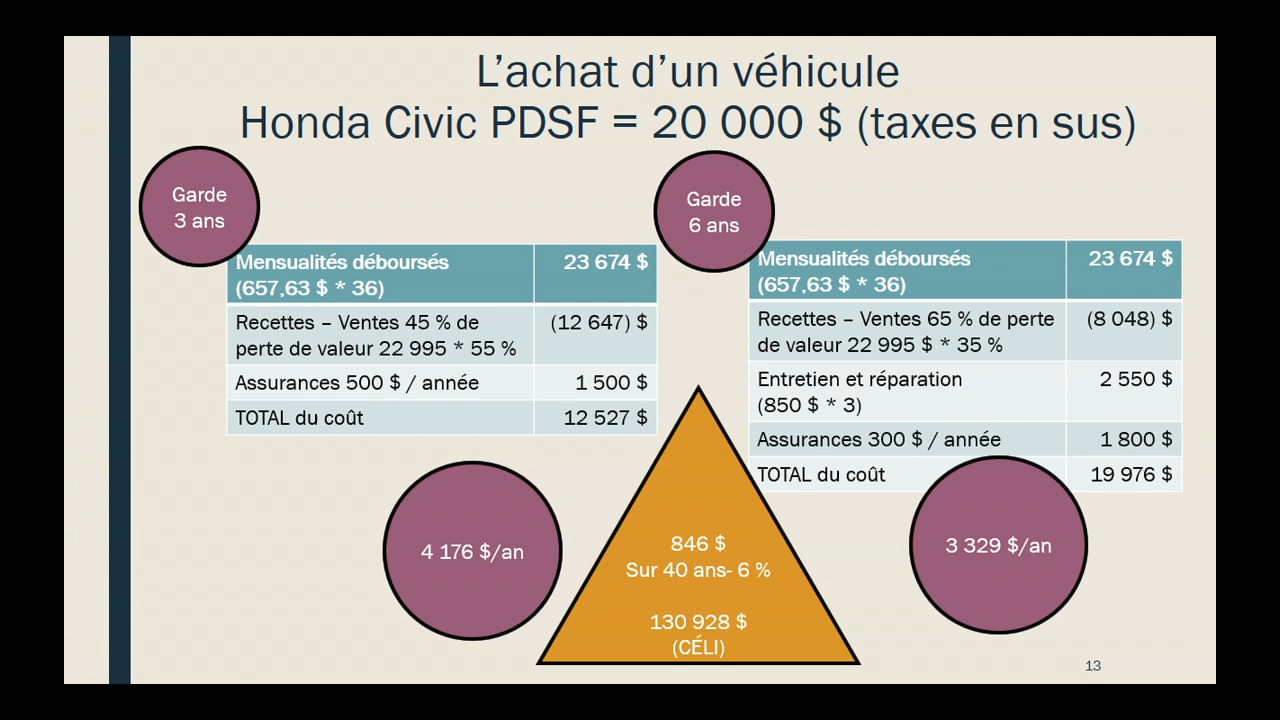 L'achat d'un véhicule
Honda Civic PDSF = 20 000 $ (taxes en sus)
Garde
3 ans
Mensualités déboursés
(657,63 $ * 36)
23 674 $
Recettes – Ventes 45 % de
perte de valeur 22 995 * 55 %
(12 647) $
Assurances 500 $ / année
1 500 $
TOTAL du coût
12 527 $
4 176 $/an
Garde
6 ans
Mensualités déboursés
(657,63 $ * 36)
23 674 $
Recettes – Ventes 65 % de perte
de valeur 22 995 $ * 35 %
(8 048) $
Entretien et réparation
(850 $ * 3)
2 550 $
Assurances 300 $ / année
1 800 $
TOTAL du coût
19 976 $
3 329 $/an
846 $
Sur 40 ans- 6 %
130 928 $
(CÉLI)
13